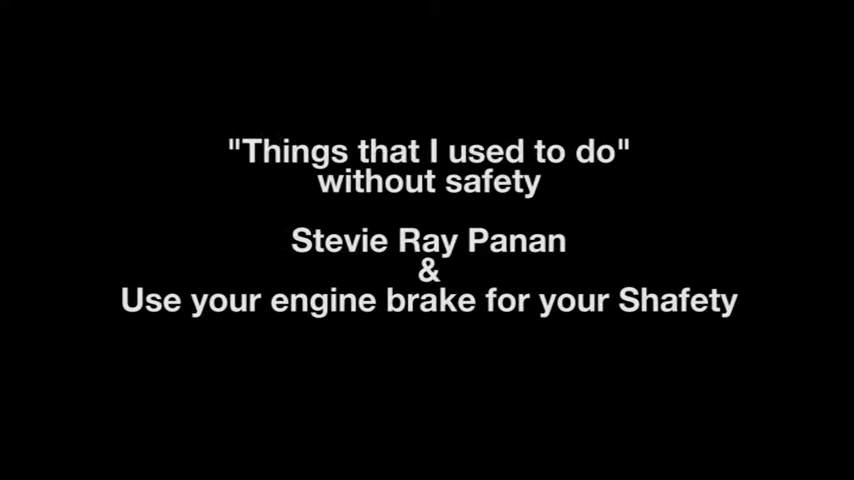 "Things that I used to do"
without safety
Stevie Ray Panan
&
Use your engine brake for your Shafety